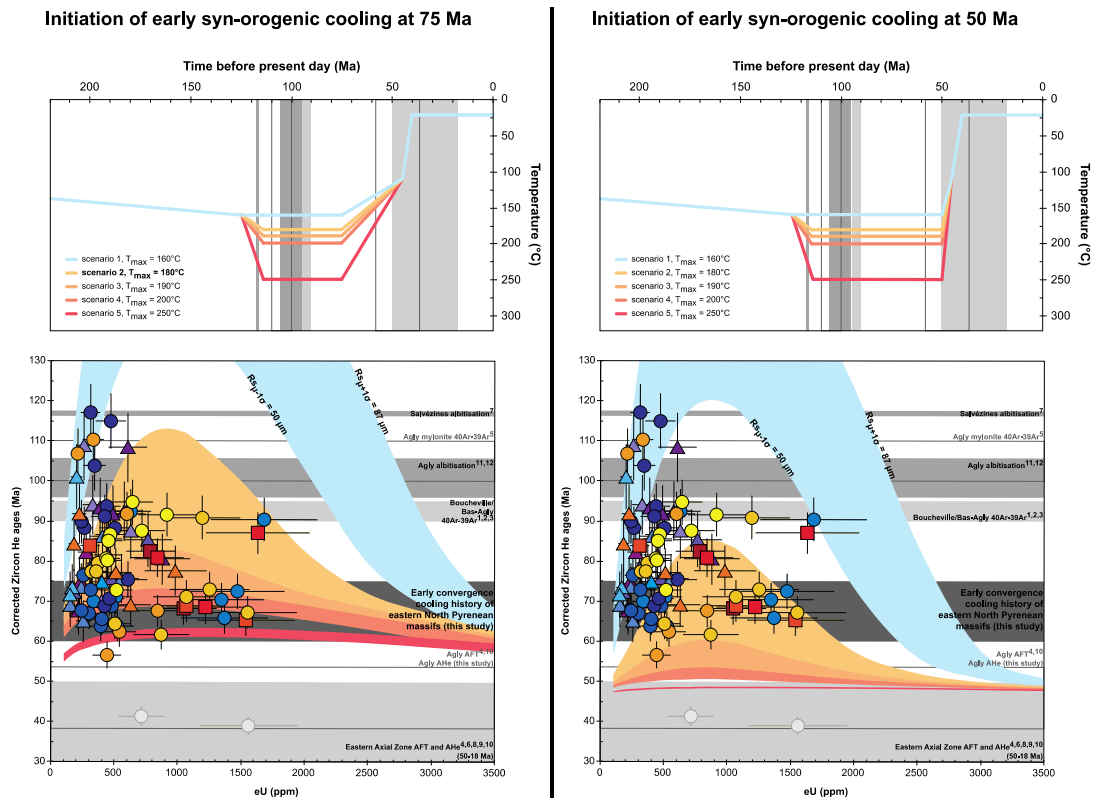 Initiation of early syn-orogenic cooling at 75 Ma
Time before present day (Ma)
200 150 100 50 0
0
50
100
150
200
250
300
Temperature (°C)
scenario 1, Tmax = 160°C
scenario 2, Tmax = 180°C
scenario 3, Tmax = 190°C
scenario 4, Tmax = 200°C
scenario 5, Tmax = 250°C
130
120
110
100
90
80
70
60
50
40
30
Corrected Zircon He ages (Ma)
Rsμ-1σ = 50 μm
Rsμ+1σ = 87 μm
Salvézines albitisation7
Agly mylonite 40Ar-39Ar5
Agly albitisation11,12
Boucheville/
Bas-Agly
40Ar-39Ar1,2,3
Early convergence
cooling history of
eastern North Pyrenean
massifs (this study)
Agly AFT4,10
Agly AHe (this study)
Eastern Axial Zone AFT and AHe4,6,8,9,10
(50-18 Ma)
0 500 1000 1500 2000 2500 3000 3500
eU (ppm)
Initiation of early syn-orogenic cooling at 50 Ma
Time before present day (Ma)
200 150 100 50 0
0
50
100
150
200
250
300
Temperature (°C)
scenario 1, Tmax = 160°C
scenario 2, Tmax = 180°C
scenario 3, Tmax = 190°C
scenario 4, Tmax = 200°C
scenario 5, Tmax = 250°C
130
120
110
100
90
80
70
60
50
40
30
Corrected Zircon He ages (Ma)
Rsμ-1σ = 50 μm
Rsμ+1σ = 87 μm
Salvézines albitisation7
Agly mylonite 40Ar-39Ar5
Agly albitisation11,12
Boucheville/Bas-Agly 40Ar-39Ar1,2,3
Early convergence
cooling history of
eastern North Pyrenean
massifs (this study)
Agly AFT4,10
Agly AHe (this study)
Eastern Axial Zone AFT and AHe4,6,8,9,10
(50-18 Ma)
0 500 1000 1500 2000 2500 3000 3500
eU (ppm)